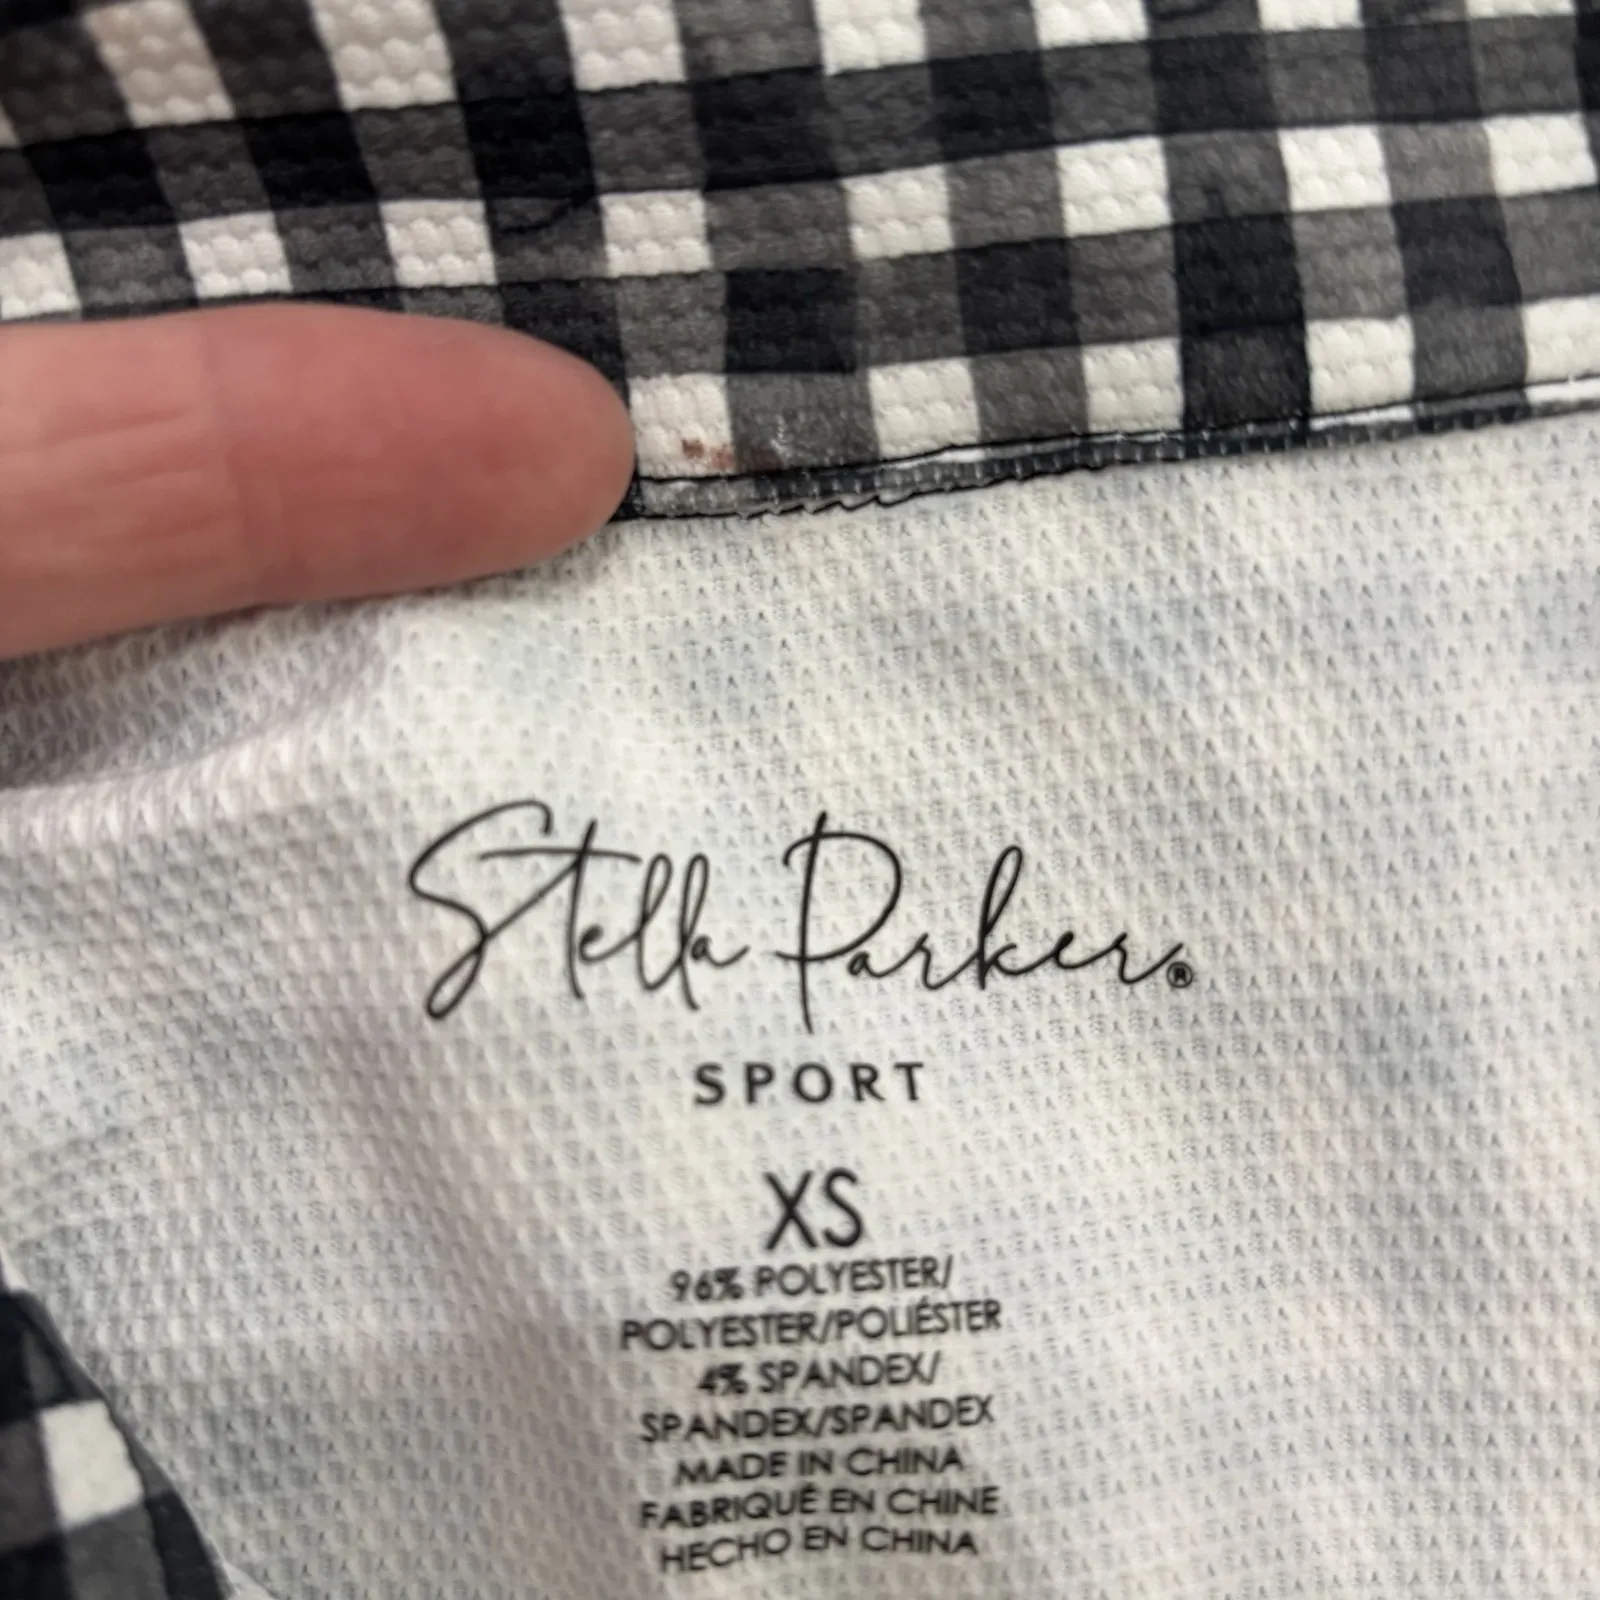 Stella Parker®
SPORT
XS
96% POLYESTER/
POLYESTER/POLIÉSTER
4% SPANDEX/
SPANDEX/SPANDEX
MADE IN CHINA
FABRIQUÉ EN CHINE
HECHO EN CHINA